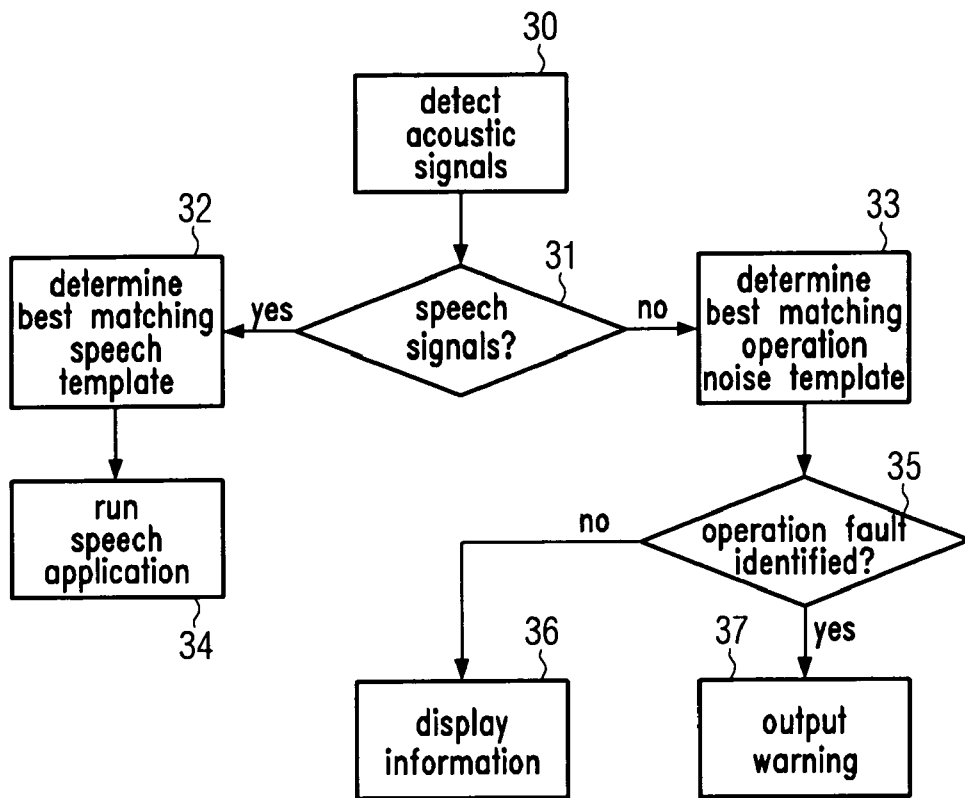 30
detect
acoustic
signals
32
determine
best matching
speech
template
yes
31
speech
signals?
no
33
determine
best matching
operation
noise template
run
speech
application
34
35
operation fault
identified?
no
yes
36
display
information
37
output
warning